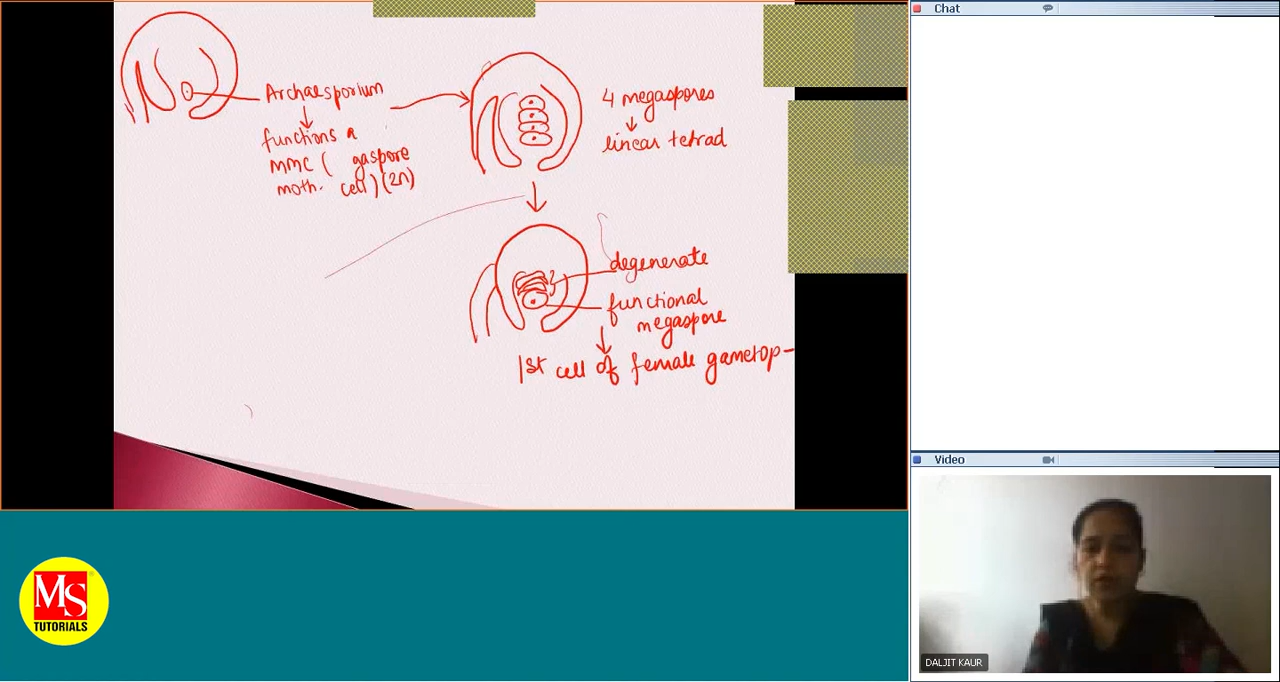 Chat
Archaesporium
functions a
MMC ( gaspore
moth. cell) (2n)
4 megaspores
linear tetrad
degenerate
functional
megaspore
1st cell of female gametop-
Video
MS
TUTORIALS
DALJIT KAUR